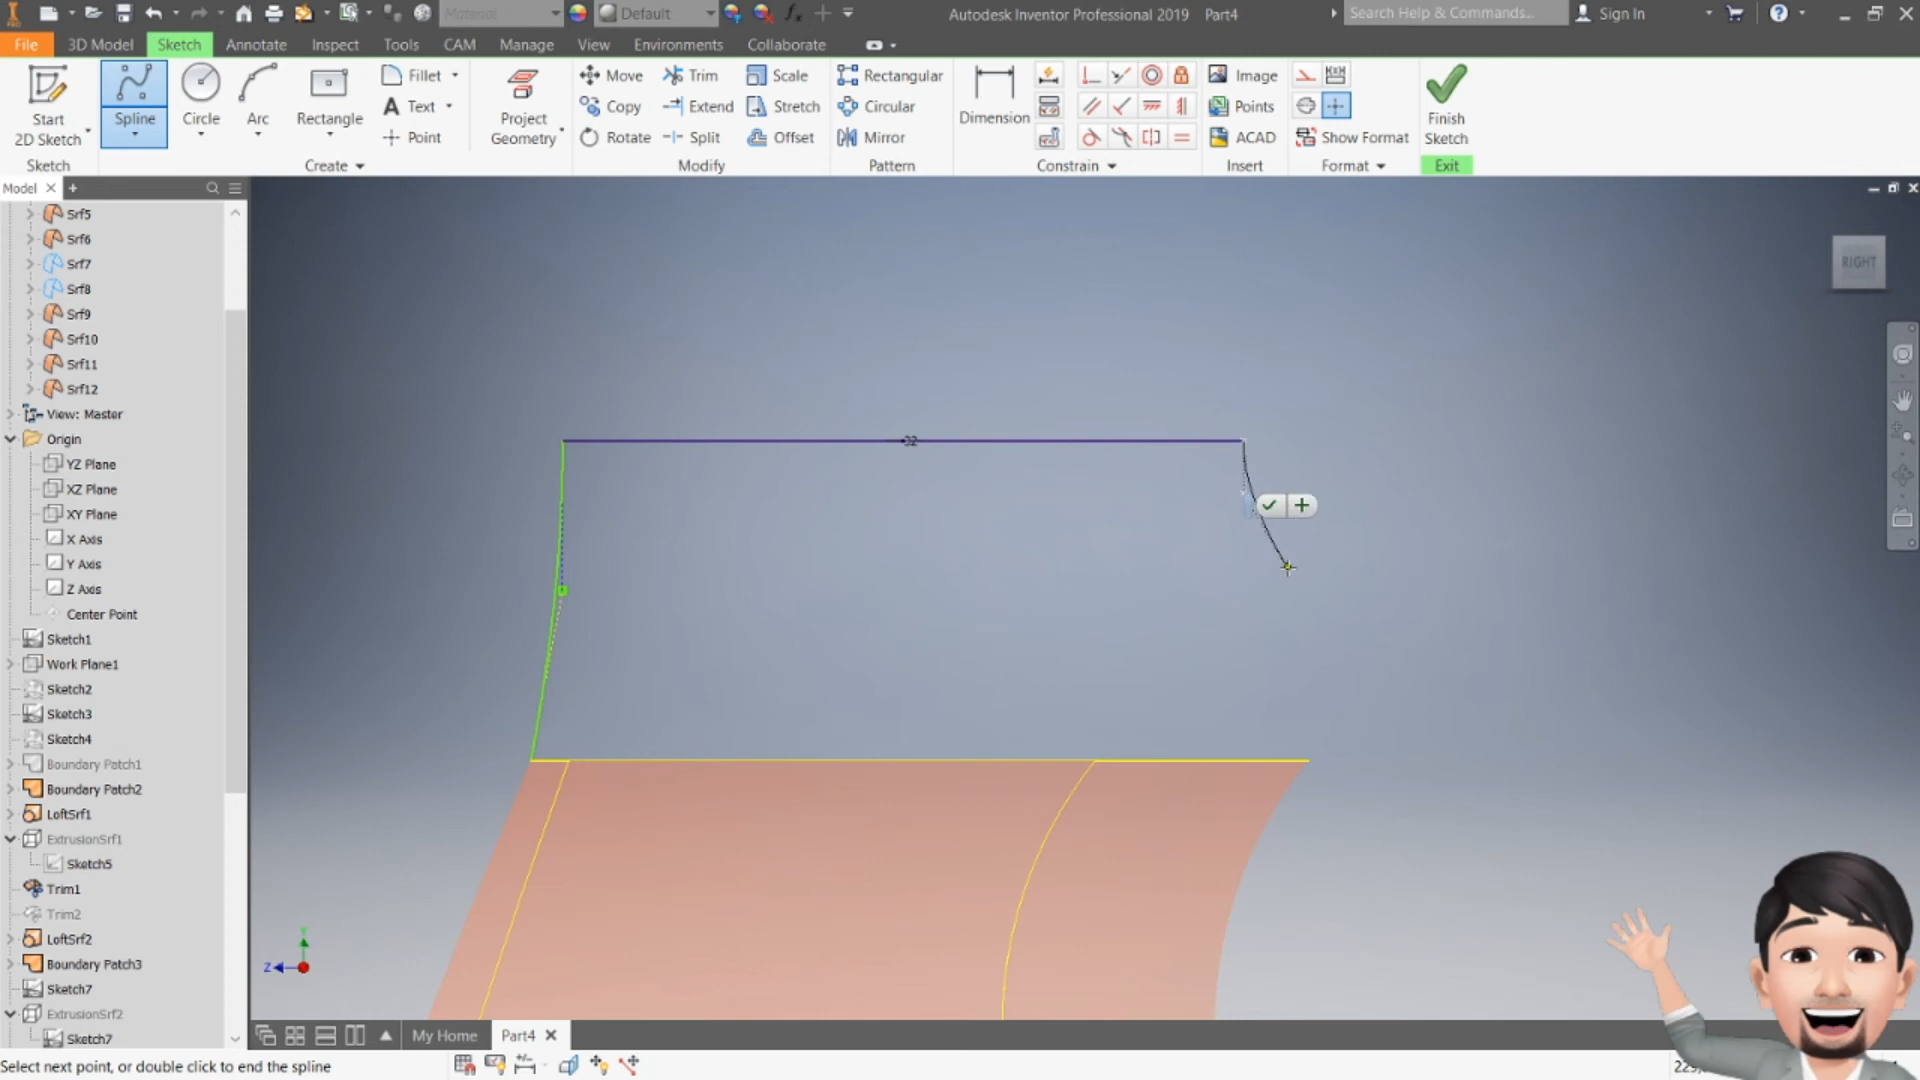 Material
Default
Autodesk Inventor Professional 2019 Part4
Search Help & Commands...
Sign In
File
3D Model
Sketch
Annotate
Inspect
Tools
CAM
Manage
View
Environments
Collaborate
Start
2D Sketch
Spline
Circle
Arc
Rectangle
Fillet
Text
Point
Project
Geometry
Move
Copy
Rotate
Trim
Extend
Split
Scale
Stretch
Offset
Rectangular
Circular
Mirror
Dimension
Image
Points
ACAD
Show Format
Finish
Sketch
Sketch
Create
Modify
Pattern
Constrain
Insert
Format
Exit
Model
Srf5
Srf6
Srf7
Srf8
Srf9
Srf10
Srf11
Srf12
View: Master
Origin
YZ Plane
XZ Plane
XY Plane
X Axis
Y Axis
Z Axis
Center Point
Sketch1
Work Plane1
Sketch2
Sketch3
Sketch4
Boundary Patch1
Boundary Patch2
LoftSrf1
ExtrusionSrf1
Sketch5
Trim1
Trim2
LoftSrf2
Boundary Patch3
Sketch7
ExtrusionSrf2
Sketch7
RIGHT
Y
Z
My Home
Part4
Select next point, or double click to end the spline